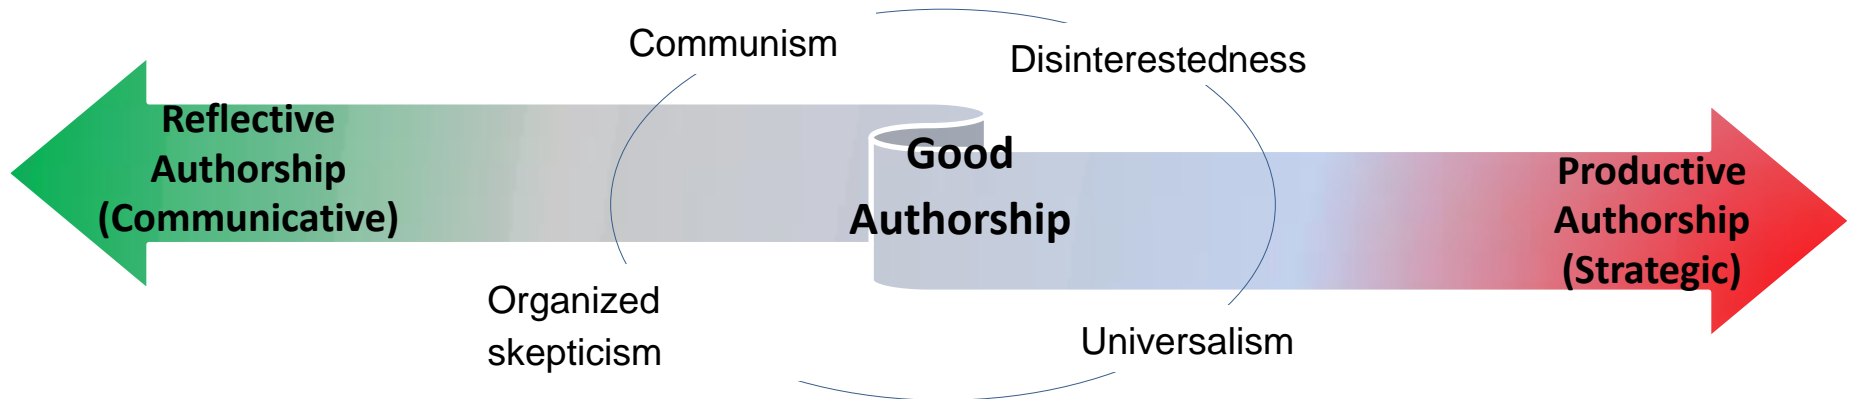 Communism
Disinterestedness
Reflective
Authorship
(Communicative)
Good
Authorship
Productive
Authorship
(Strategic)
Organized
skepticism
Universalism